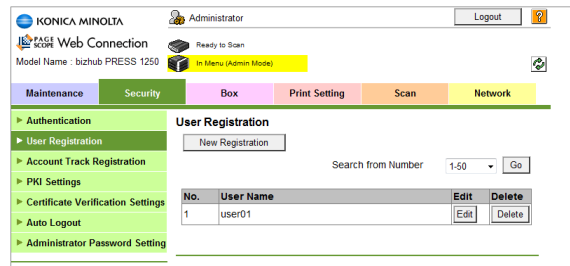 KONICA MINOLTA
Administrator
Logout
?
PAGE SCOPE Web Connection
Ready to Scan
Model Name : bizhub PRESS 1250
In Menu (Admin Mode)
Maintenance Security Box Print Setting Scan Network
Authentication
User Registration
Account Track Registration
PKI Settings
Certificate Verification Settings
Auto Logout
Administrator Password Setting
User Registration
New Registration
Search from Number 1-50 Go
No. User Name Edit Delete
1 user01 Edit Delete